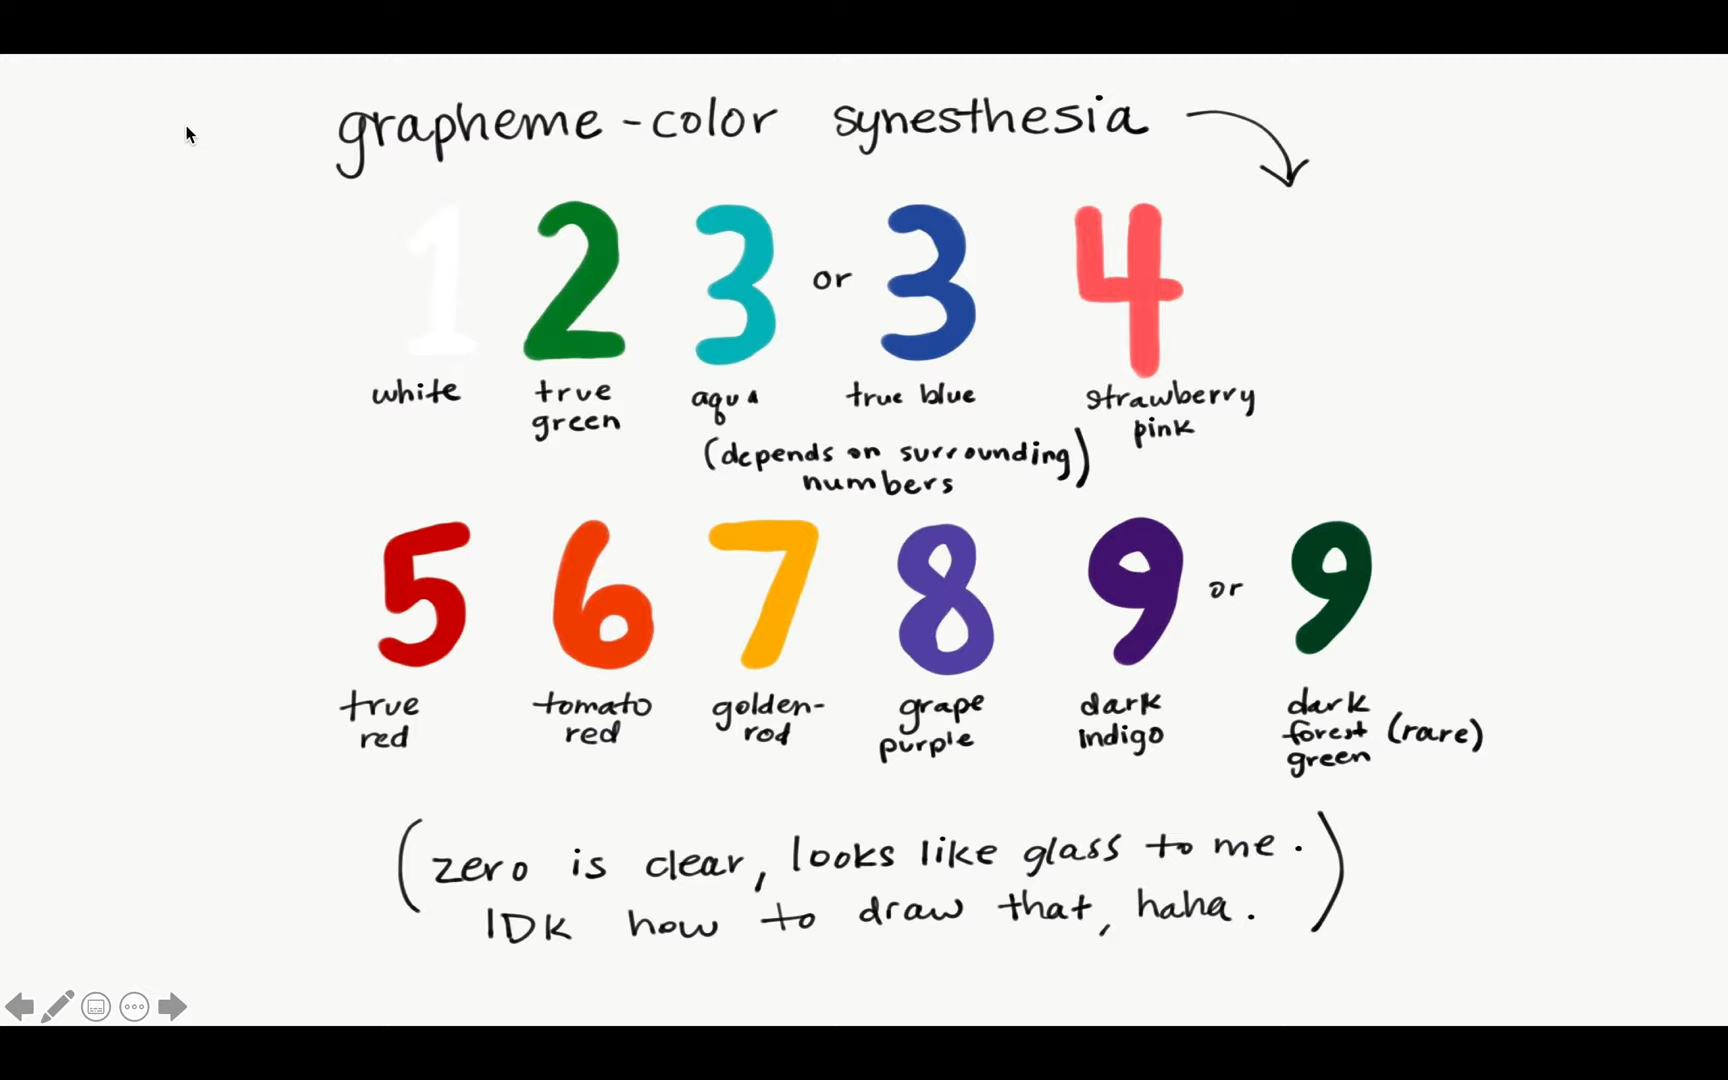 grapheme-color synesthesia
1 2 3 or 3 4
white true green aqua true blue strawberry pink
(depends on surrounding numbers)
5 6 7 8 9 or 9
true red tomato red golden-rod grape purple dark indigo dark forest green (rare)
(zero is clear, looks like glass to me.
IDK how to draw that, haha.)